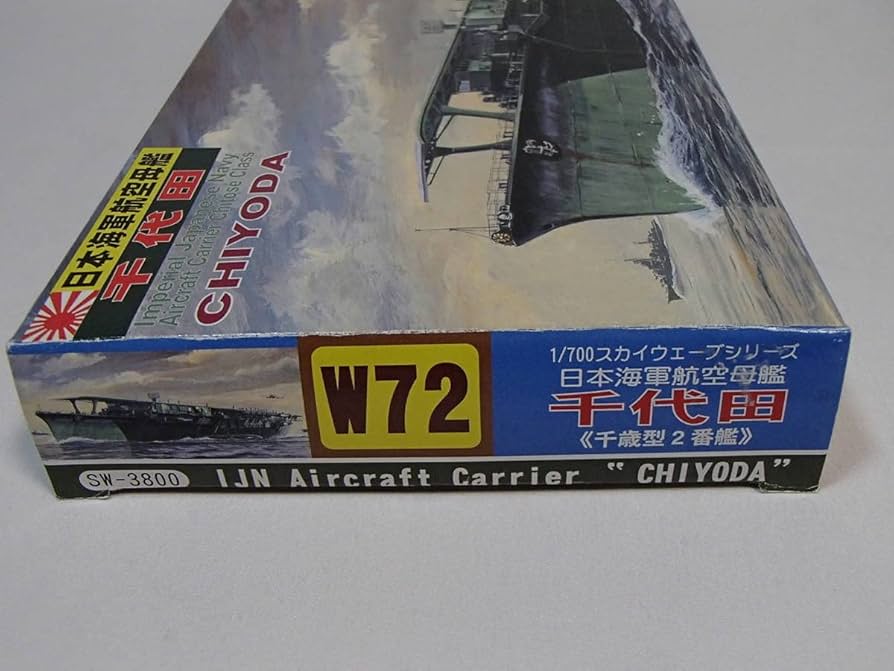 日本海軍航空母艦
千代田
Imperial Japanese Navy
Aircraft Carrier Chitose Class
CHIYODA
W72
1/700スカイウェーブシリーズ
日本海軍航空母艦
千代田
《千歳型2番艦》
SW-3800
IJN Aircraft Carrier “CHIYODA”